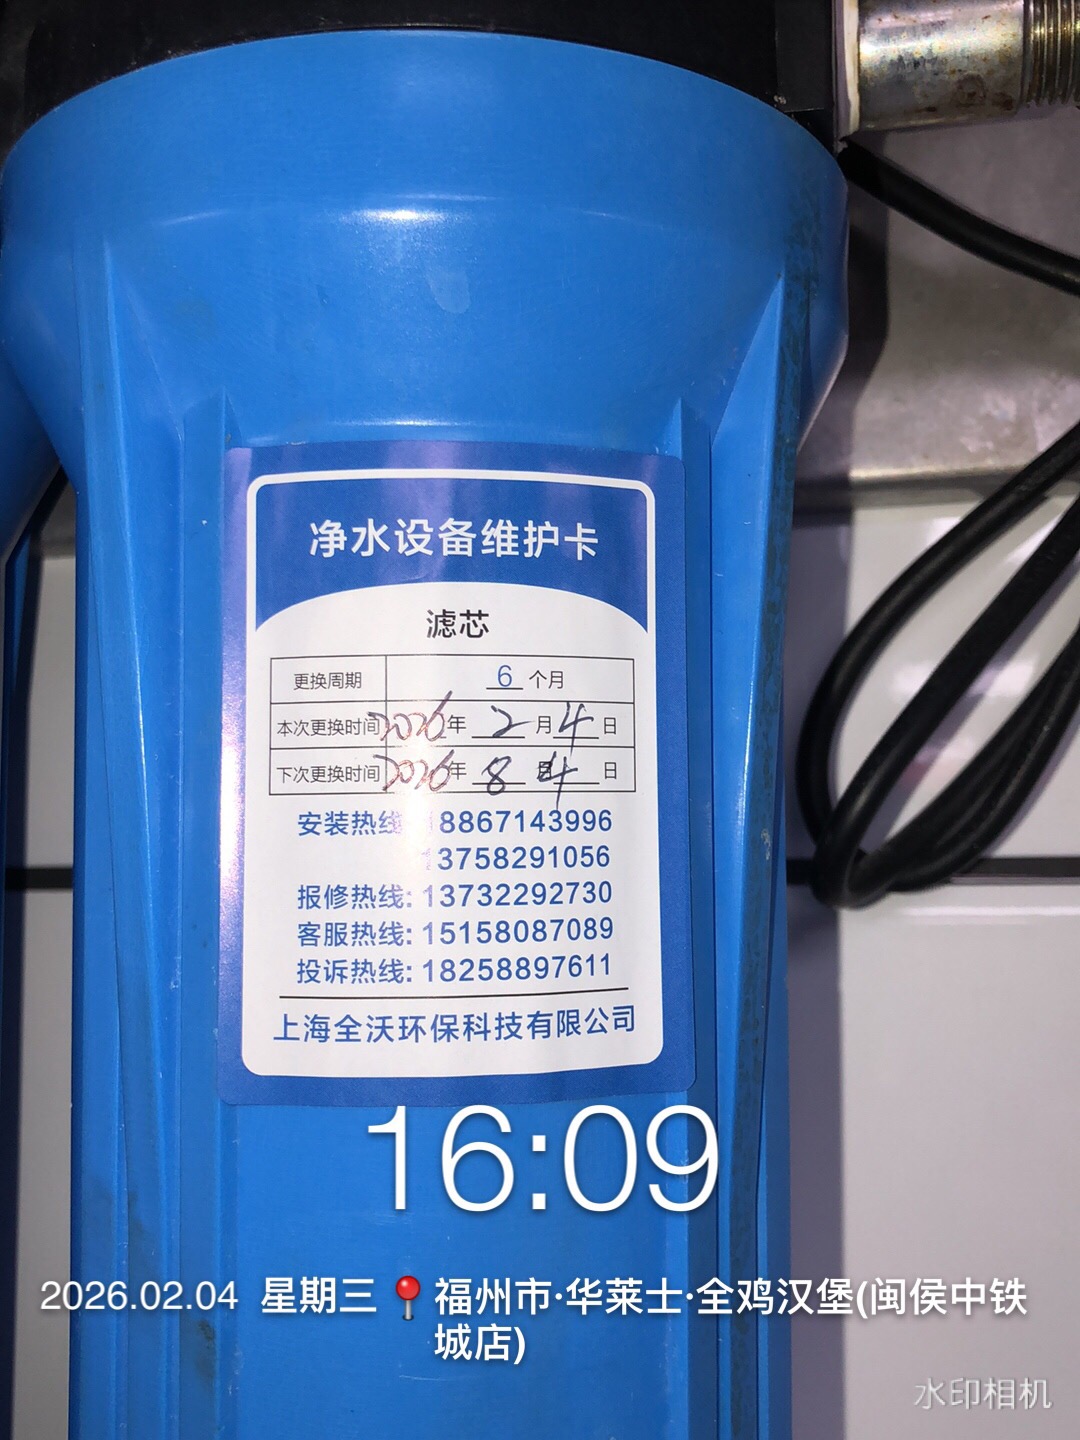 净水设备维护卡
滤芯
更换周期 6 个月
本次更换时间 2026 年 2 月 4 日
下次更换时间 2026 年 8 月 4 日
安装热线 18867143996
13758291056
报修热线: 13732292730
客服热线: 15158087089
投诉热线: 18258897611
上海全沃环保科技有限公司
16:09
2026.02.04 星期三 福州市·华莱士·全鸡汉堡(闽侯中铁
城店)
水印相机